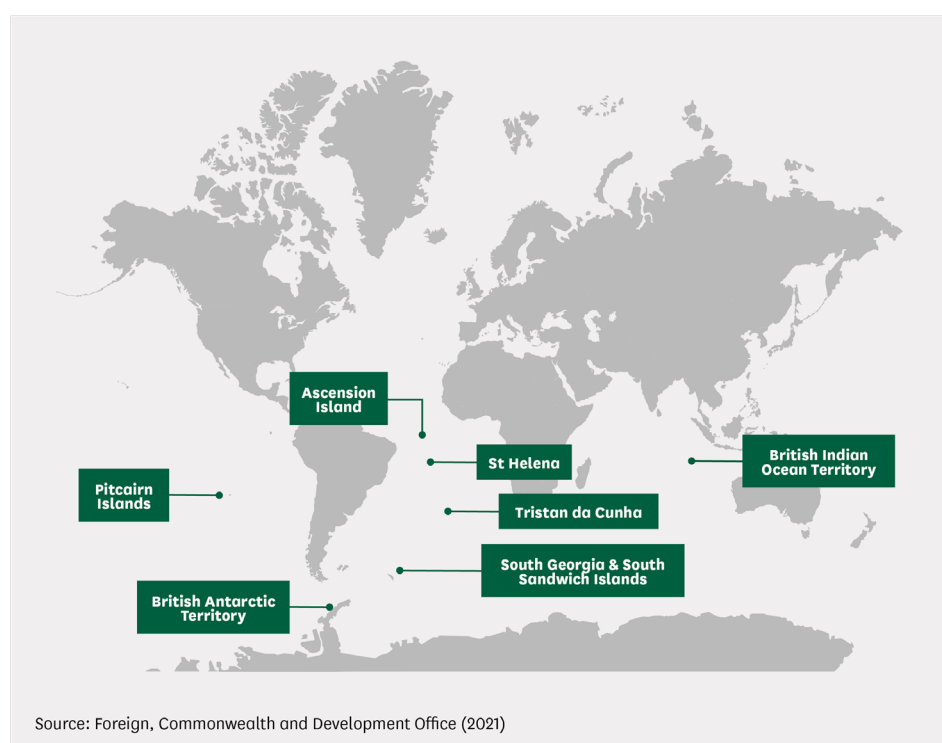 Ascension
Island
St Helena
British Indian
Ocean Territory
Pitcairn
Islands
Tristan da Cunha
South Georgia & South
Sandwich Islands
British Antarctic
Territory
Source: Foreign, Commonwealth and Development Office (2021)